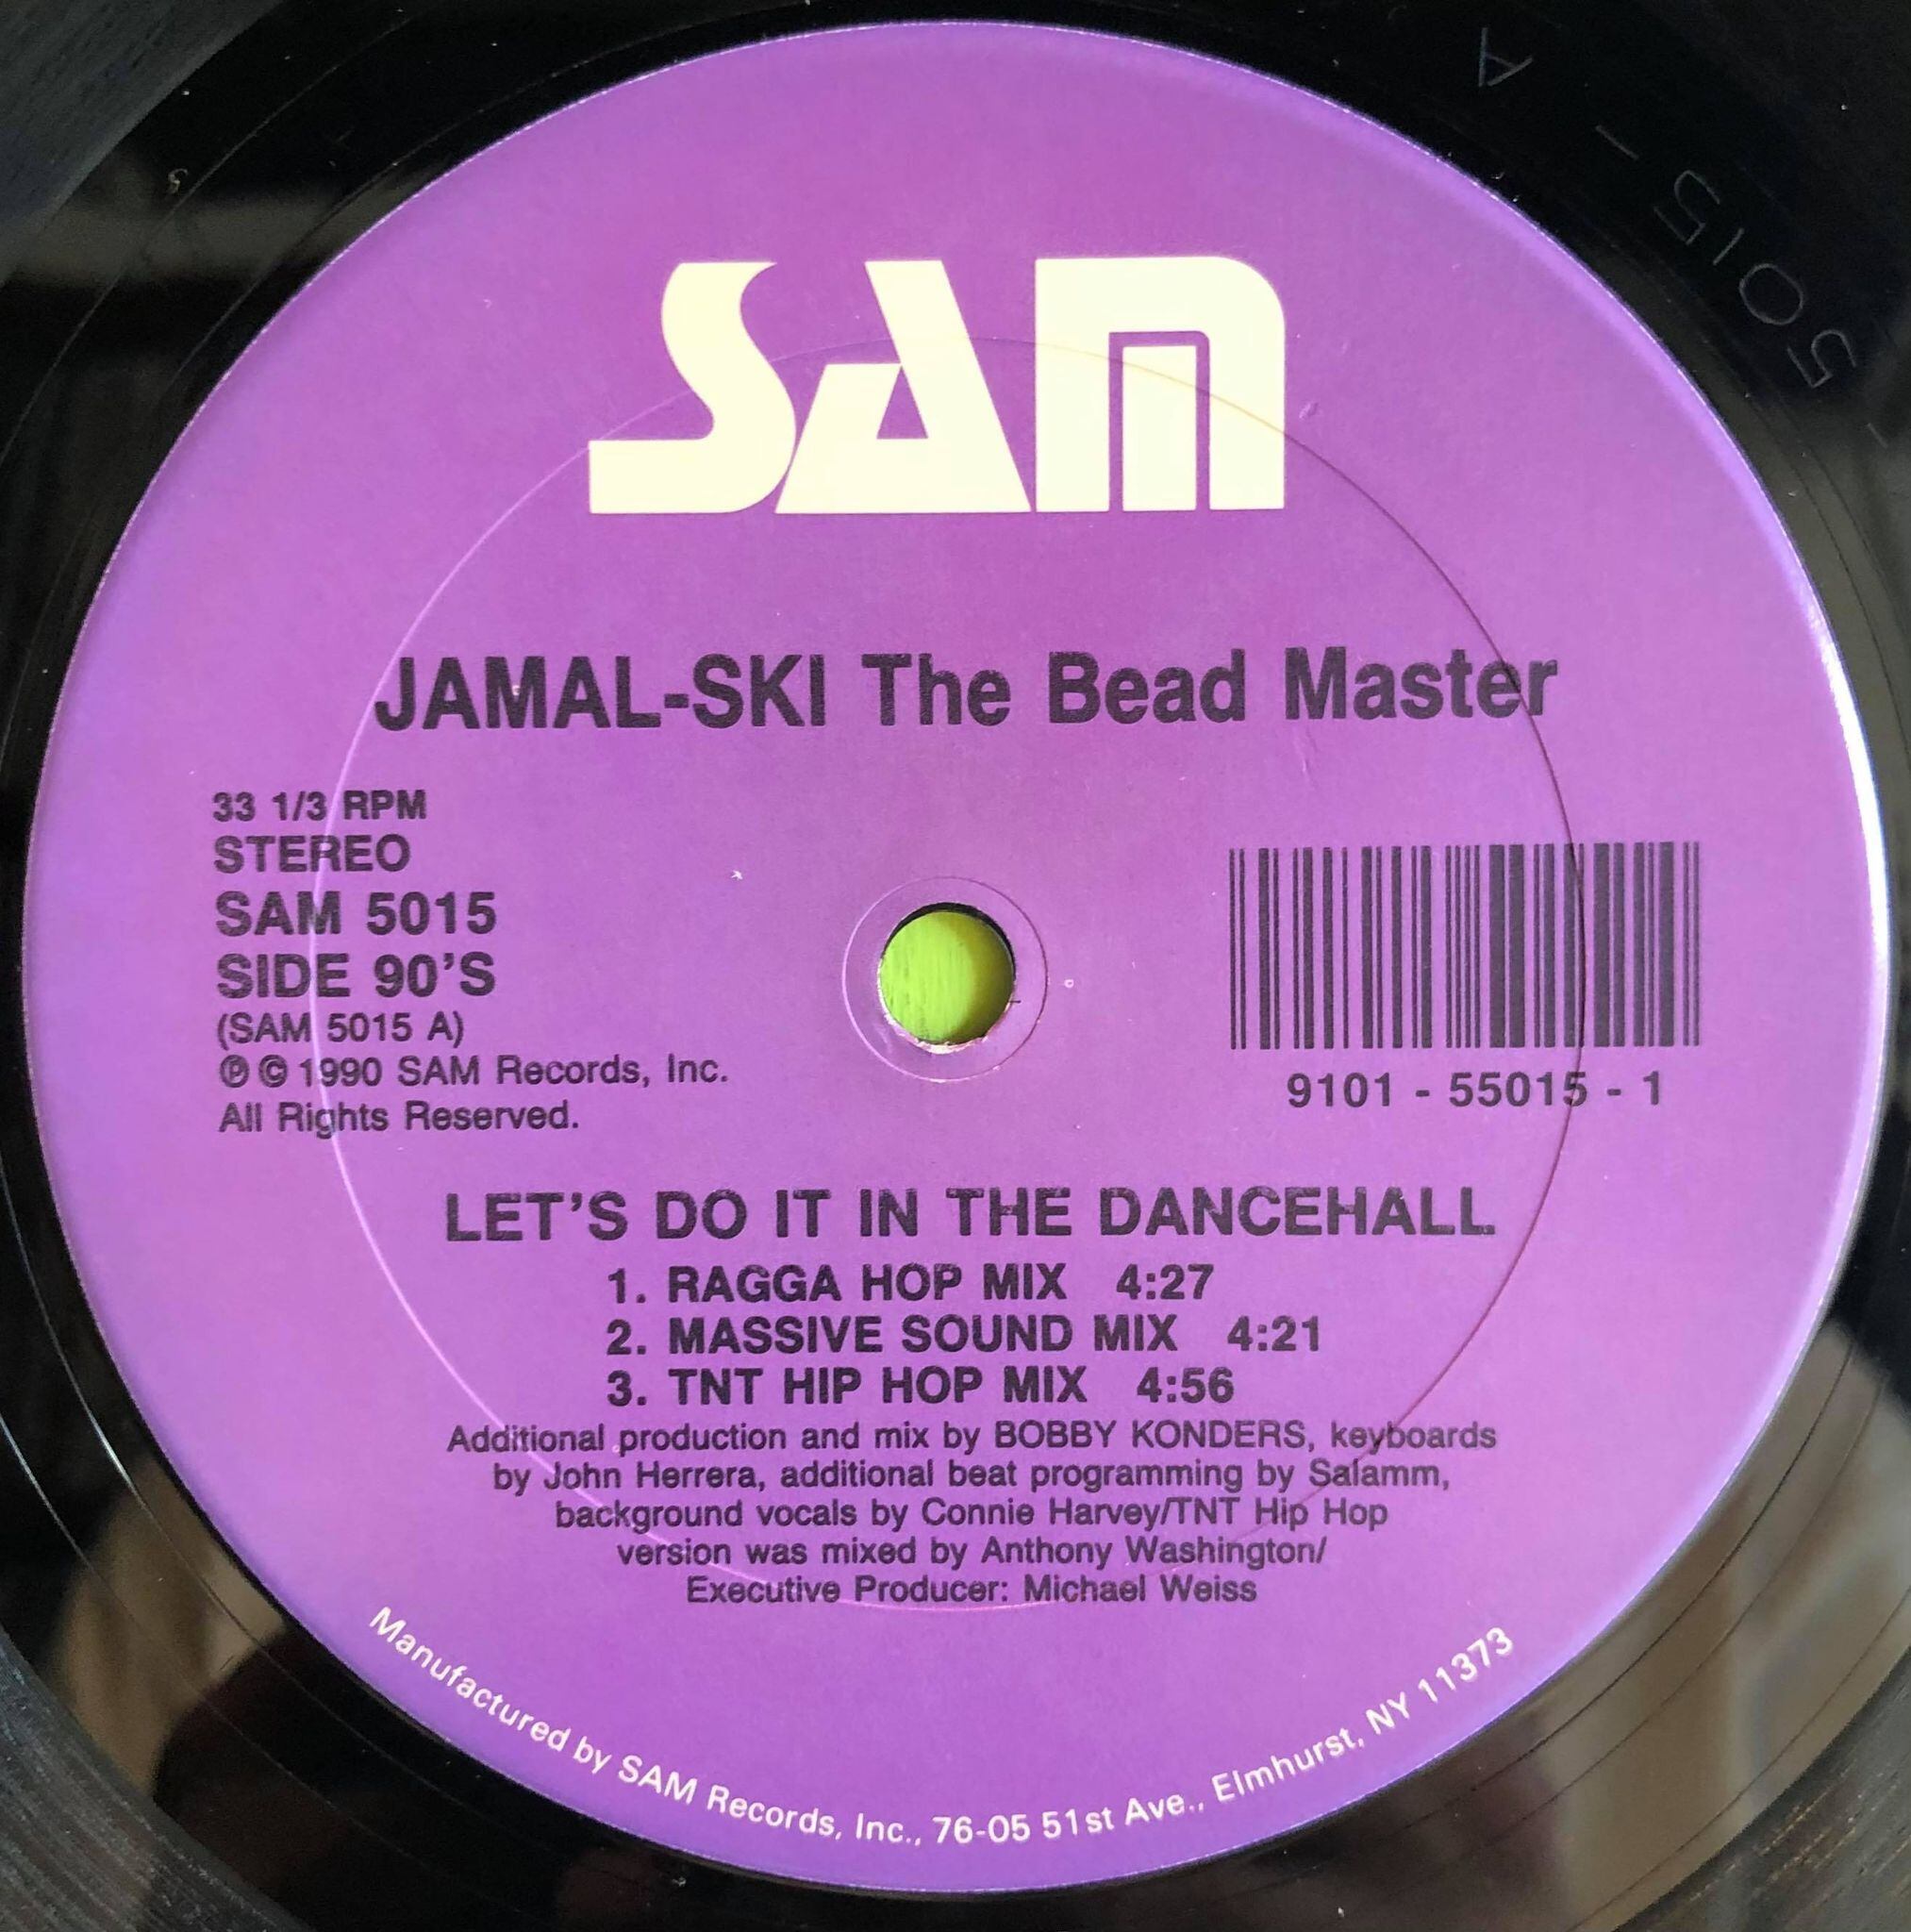 5015 - A
SAM
JAMAL-SKI The Bead Master
33 1/3 RPM
STEREO
SAM 5015
SIDE 90'S
(SAM 5015 A)
℗ © 1990 SAM Records, Inc.
All Rights Reserved.
9101 - 55015 - 1
LET'S DO IT IN THE DANCEHALL
1. RAGGA HOP MIX 4:27
2. MASSIVE SOUND MIX 4:21
3. TNT HIP HOP MIX 4:56
Additional production and mix by BOBBY KONDERS, keyboards
by John Herrera, additional beat programming by Salamm,
background vocals by Connie Harvey/TNT Hip Hop
version was mixed by Anthony Washington/
Executive Producer: Michael Weiss
Manufactured by SAM Records, Inc., 76-05 51st Ave., Elmhurst, NY 11373